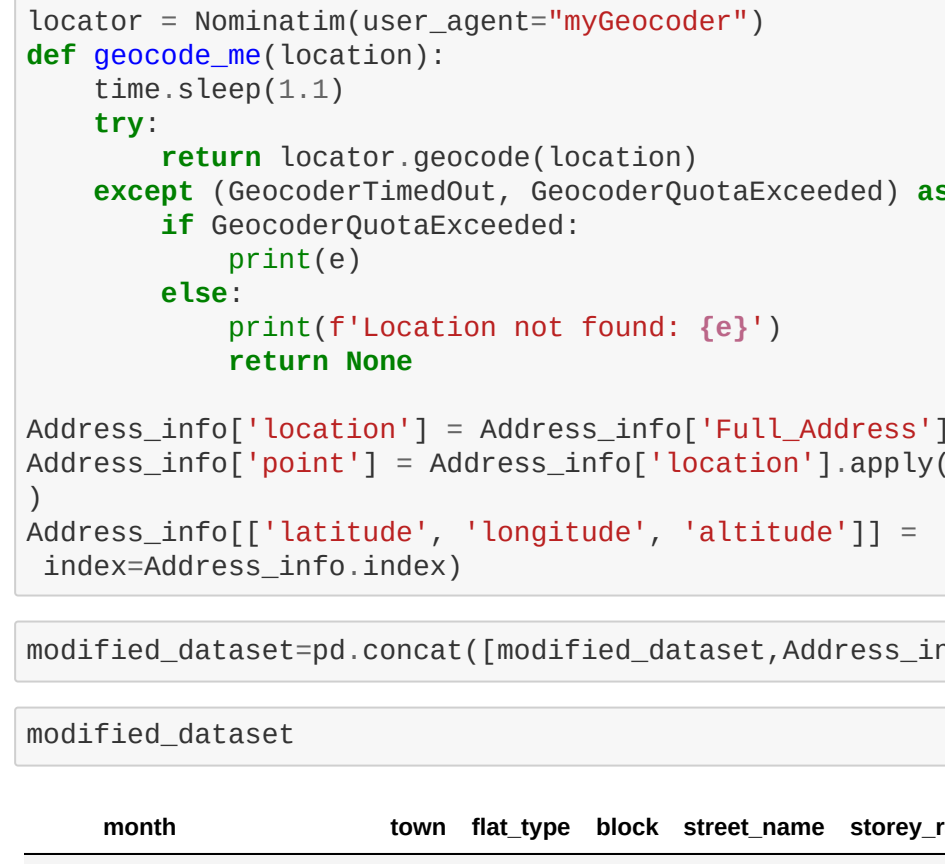 locator = Nominatim(user_agent="myGeocoder")
def geocode_me(location):
    time.sleep(1.1)
    try:
        return locator.geocode(location)
    except (GeocoderTimedOut, GeocoderQuotaExceeded) as
        if GeocoderQuotaExceeded:
            print(e)
        else:
            print(f'Location not found: {e}')
            return None
Address_info['location'] = Address_info['Full_Address']
Address_info['point'] = Address_info['location'].apply(
)
Address_info[['latitude', 'longitude', 'altitude']] =
 index=Address_info.index)
modified_dataset=pd.concat([modified_dataset,Address_in
modified_dataset
month town flat_type block street_name storey_r